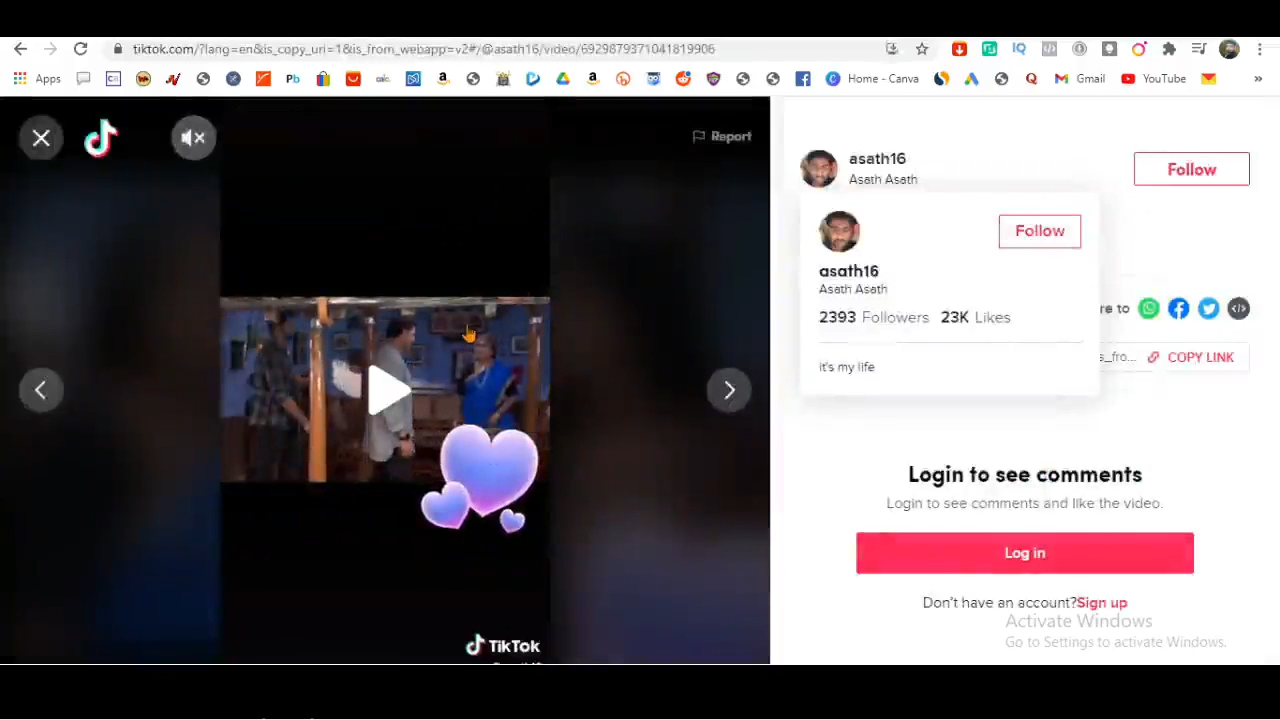 tiktok.com/?lang=en&is_copy_url=1&is_from_webapp=v2#/@asath16/video/6929879371041819906
Apps
Pb
Home - Canva
Gmail
YouTube
»
Report
asath16
Asath Asath
Follow
Follow
asath16
Asath Asath
2393 Followers 23K Likes
re to
s_fro... COPY LINK
it's my life
Login to see comments
Login to see comments and like the video.
Log in
Don't have an account?Sign up
Activate Windows
Go to Settings to activate Windows.
TikTok